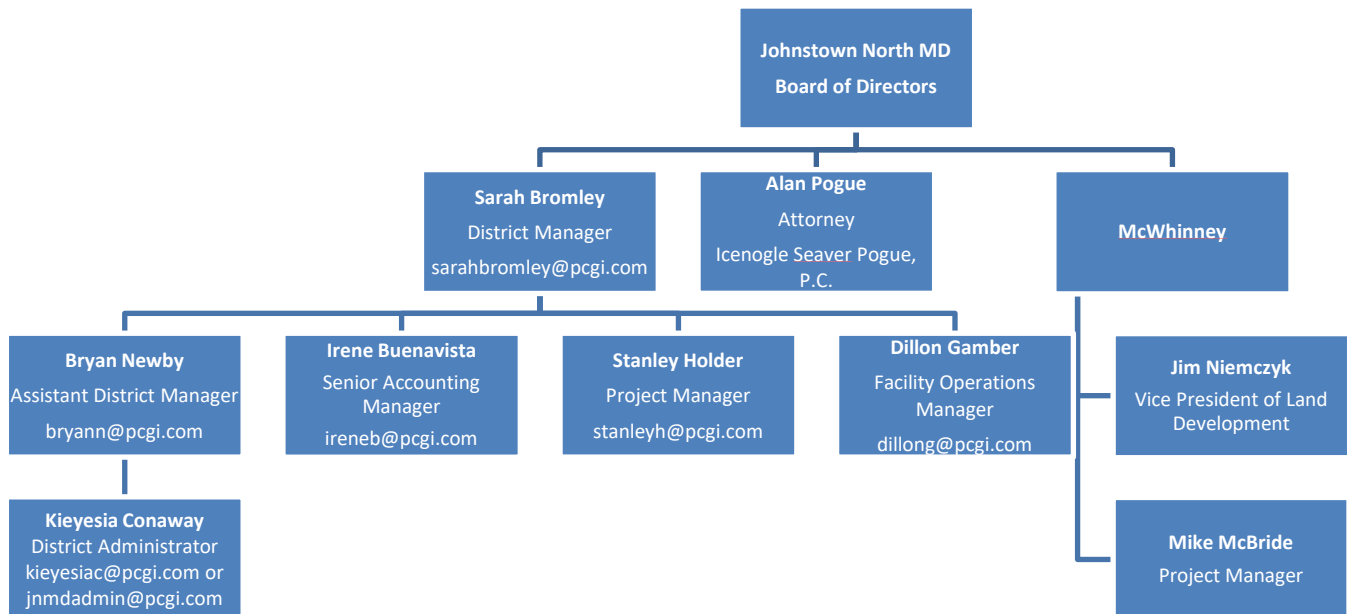 Johnstown North MD
Board of Directors
Sarah Bromley
District Manager
sarahbromley@pcgi.com
Alan Pogue
Attorney
Icenogle Seaver Pogue,
P.C.
McWhinney
Bryan Newby
Assistant District Manager
bryann@pcgi.com
Irene Buenavista
Senior Accounting
Manager
ireneb@pcgi.com
Stanley Holder
Project Manager
stanleyh@pcgi.com
Dillon Gamber
Facility Operations
Manager
dillong@pcgi.com
Jim Niemczyk
Vice President of Land
Development
Kieyesia Conaway
District Administrator
kieyesiac@pcgi.com or
jnmdadmin@pcgi.com
Mike McBride
Project Manager